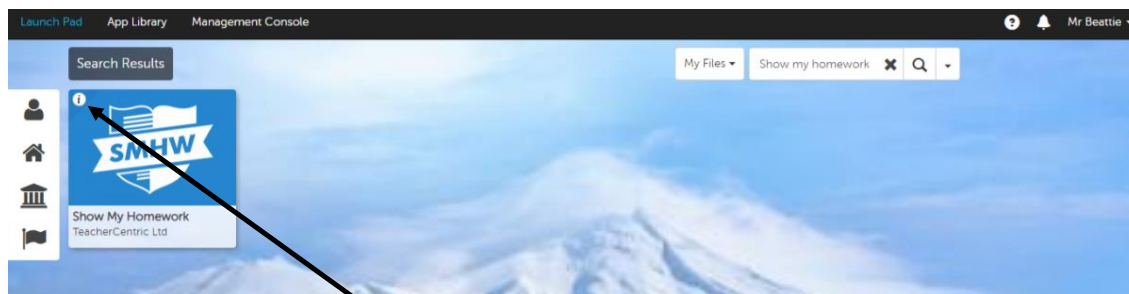 Launch Pad App Library Management Console Mr Beattie
Search Results My Files Show my homework
i
SMHW
Show My Homework
TeacherCentric Ltd